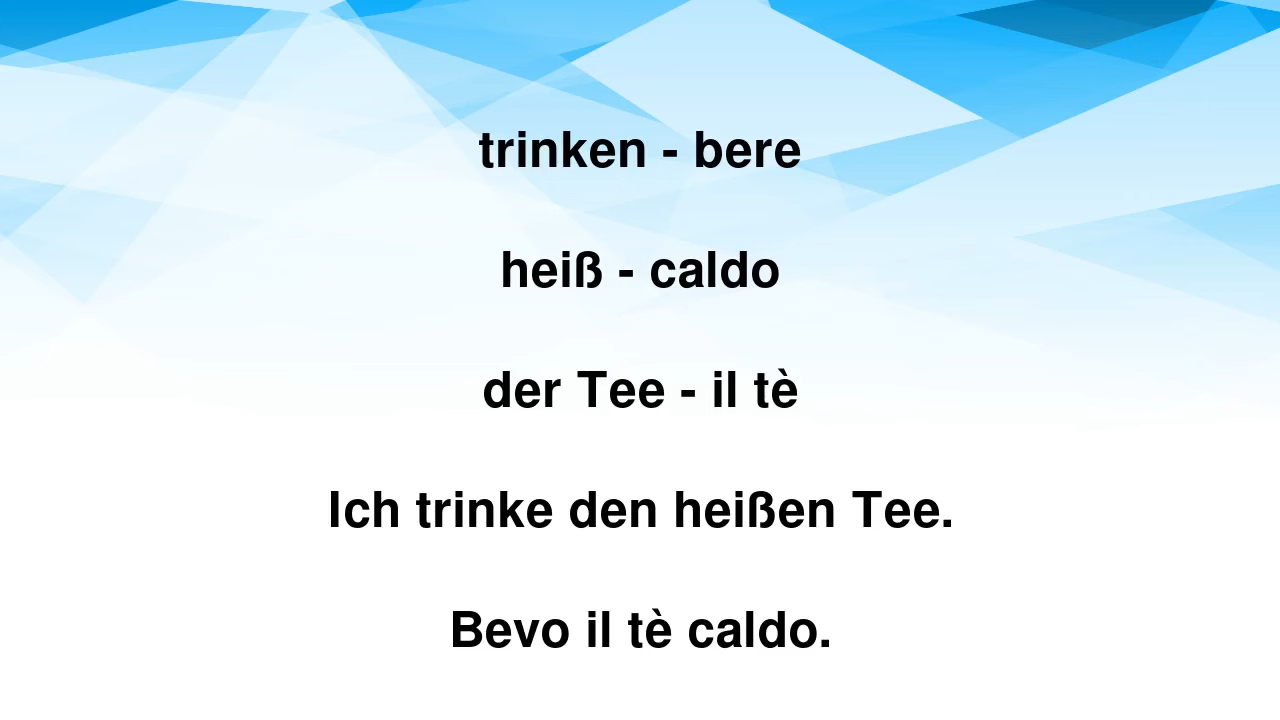 trinken - bere
heiß - caldo
der Tee - il tè
Ich trinke den heißen Tee.
Bevo il tè caldo.